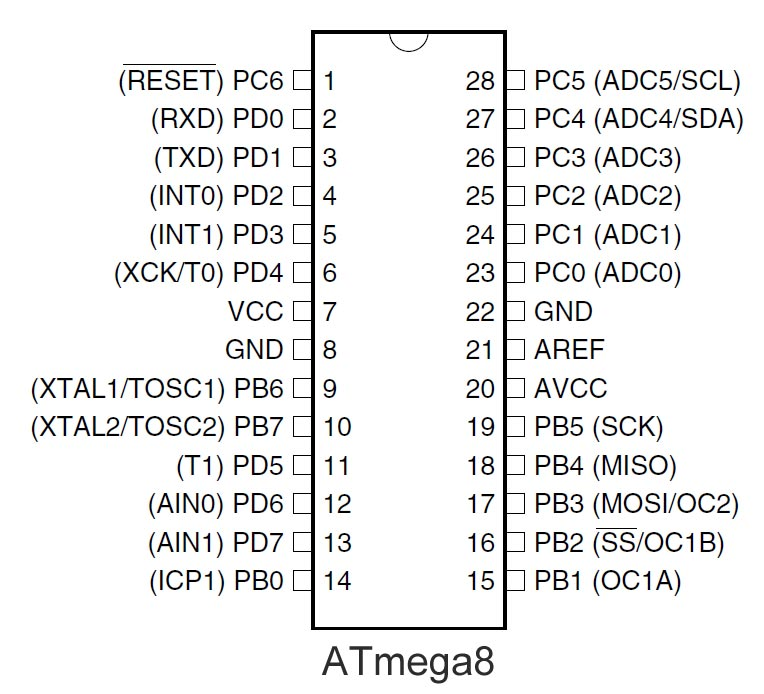 (RESET) PC6 1 28 PC5 (ADC5/SCL)
(RXD) PD0 2 27 PC4 (ADC4/SDA)
(TXD) PD1 3 26 PC3 (ADC3)
(INT0) PD2 4 25 PC2 (ADC2)
(INT1) PD3 5 24 PC1 (ADC1)
(XCK/T0) PD4 6 23 PC0 (ADC0)
VCC 7 22 GND
GND 8 21 AREF
(XTAL1/TOSC1) PB6 9 20 AVCC
(XTAL2/TOSC2) PB7 10 19 PB5 (SCK)
(T1) PD5 11 18 PB4 (MISO)
(AIN0) PD6 12 17 PB3 (MOSI/OC2)
(AIN1) PD7 13 16 PB2 (SS/OC1B)
(ICP1) PB0 14 15 PB1 (OC1A)
ATmega8